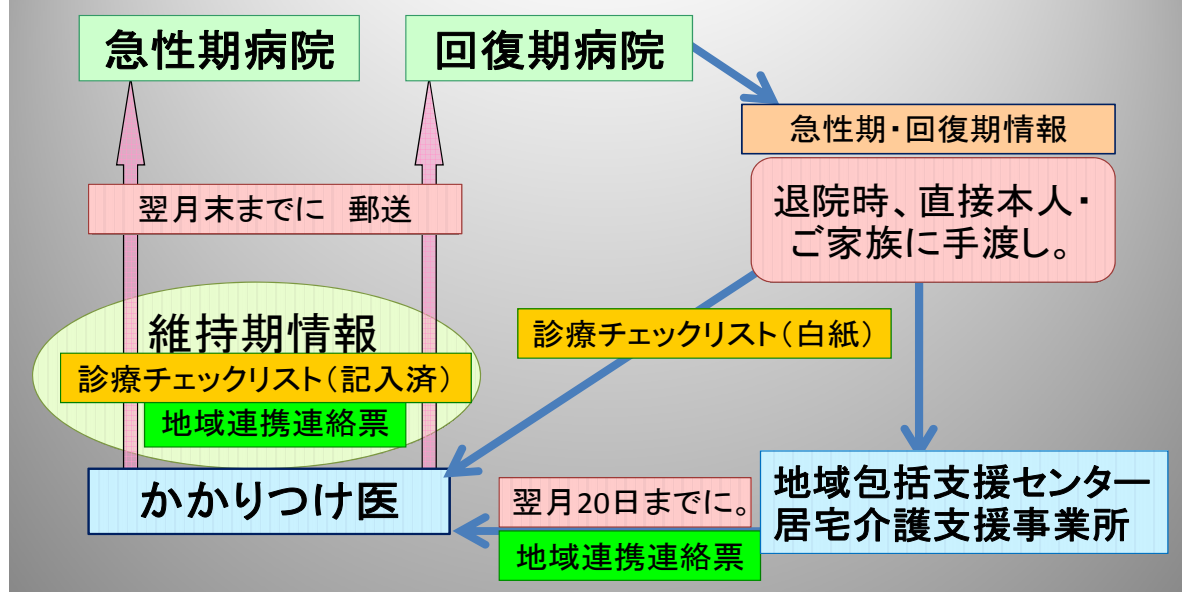 急性期病院
回復期病院
急性期・回復期情報
退院時、直接本人・
ご家族に手渡し。
翌月末までに 郵送
維持期情報
診療チェックリスト(記入済)
地域連携連絡票
診療チェックリスト(白紙)
かかりつけ医
翌月20日までに。
地域連携連絡票
地域包括支援センター
居宅介護支援事業所